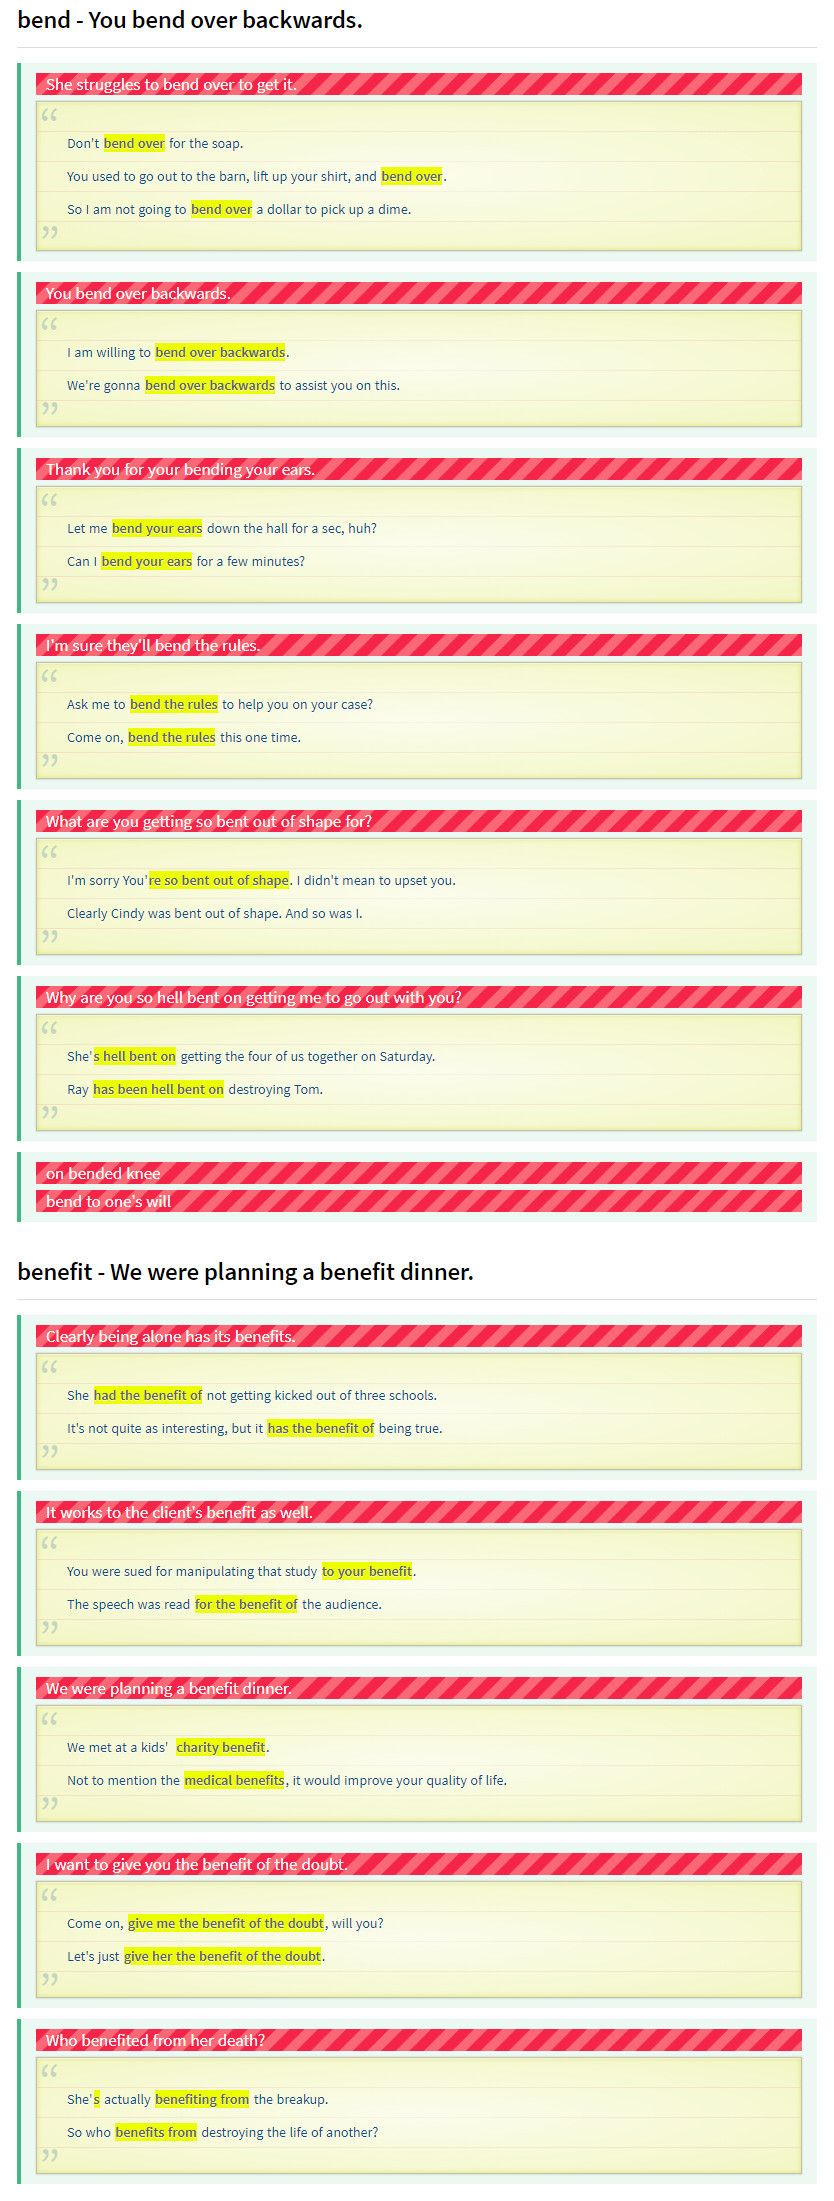 bend - You bend over backwards.
She struggles to bend over to get it.
“
Don't bend over for the soap.
You used to go out to the barn, lift up your shirt, and bend over.
So I am not going to bend over a dollar to pick up a dime.
”
You bend over backwards.
“
I am willing to bend over backwards.
We're gonna bend over backwards to assist you on this.
”
Thank you for your bending your ears.
“
Let me bend your ears down the hall for a sec, huh?
Can I bend your ears for a few minutes?
”
I'm sure they'll bend the rules.
“
Ask me to bend the rules to help you on your case?
Come on, bend the rules this one time.
”
What are you getting so bent out of shape for?
“
I'm sorry You're so bent out of shape. I didn't mean to upset you.
Clearly Cindy was bent out of shape. And so was I.
”
Why are you so hell bent on getting me to go out with you?
“
She's hell bent on getting the four of us together on Saturday.
Ray has been hell bent on destroying Tom.
”
on bended knee
bend to one's will
benefit - We were planning a benefit dinner.
Clearly being alone has its benefits.
“
She had the benefit of not getting kicked out of three schools.
It's not quite as interesting, but it has the benefit of being true.
”
It works to the client's benefit as well.
“
You were sued for manipulating that study to your benefit.
The speech was read for the benefit of the audience.
”
We were planning a benefit dinner.
“
We met at a kids' charity benefit.
Not to mention the medical benefits, it would improve your quality of life.
”
I want to give you the benefit of the doubt.
“
Come on, give me the benefit of the doubt, will you?
Let's just give her the benefit of the doubt.
”
Who benefited from her death?
“
She's actually benefiting from the breakup.
So who benefits from destroying the life of another?
”